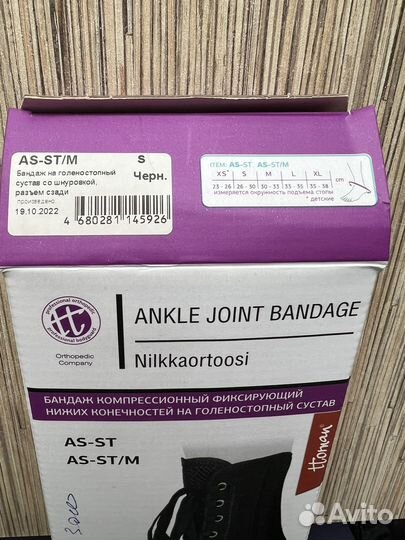 AS-ST/M S
Бандаж на голеностопный
сустав со шнуровкой,
разъем сзади
Черн.
произведено
19.10.2022
4 680281 145926
ITEM: AS-ST AS-ST/M
XS* S M L XL
23 - 26 26 - 30 30 - 33 33 - 35 35 - 38 cm
измеряется окружность подъема стопы
* детские
professional orthopedic
professional bodyguard
Orthopedic
Company
ANKLE JOINT BANDAGE
Nilkkaortoosi
БАНДАЖ КОМПРЕССИОННЫЙ ФИКСИРУЮЩИЙ
НИЖНИХ КОНЕЧНОСТЕЙ НА ГОЛЕНОСТОПНЫЙ СУСТАВ
AS-ST
AS-ST/M
ttoman
Avito